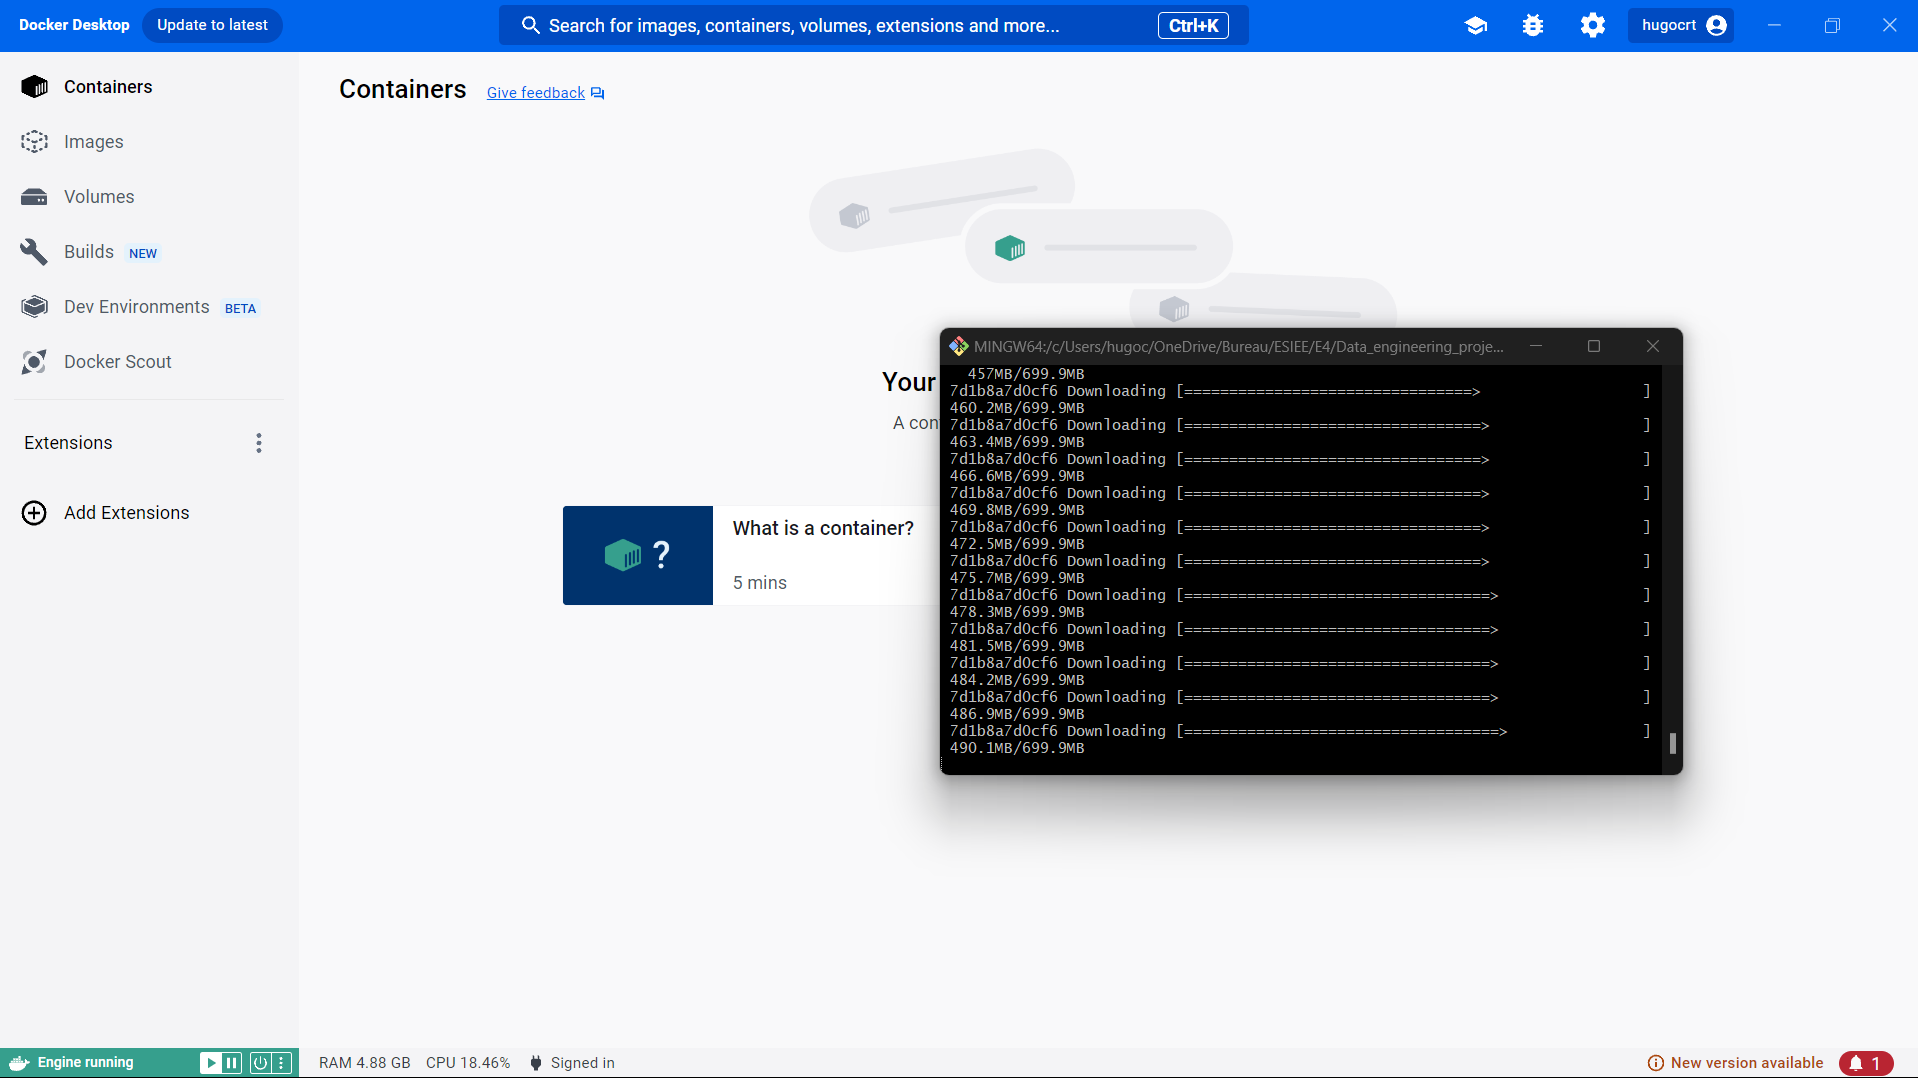 Docker Desktop
Update to latest
Search for images, containers, volumes, extensions and more...
Ctrl+K
hugocrt
Containers
Images
Volumes
Builds NEW
Dev Environments BETA
Docker Scout
Extensions
Add Extensions
Containers
Give feedback
Your
A con
What is a container?
?
5 mins
MINGW64:/c/Users/hugoc/OneDrive/Bureau/ESIEE/E4/Data_engineering_proje...
457MB/699.9MB
7d1b8a7d0cf6 Downloading [================================>                  ]
460.2MB/699.9MB
7d1b8a7d0cf6 Downloading [=================================>                 ]
463.4MB/699.9MB
7d1b8a7d0cf6 Downloading [=================================>                 ]
466.6MB/699.9MB
7d1b8a7d0cf6 Downloading [=================================>                 ]
469.8MB/699.9MB
7d1b8a7d0cf6 Downloading [=================================>                 ]
472.5MB/699.9MB
7d1b8a7d0cf6 Downloading [=================================>                 ]
475.7MB/699.9MB
7d1b8a7d0cf6 Downloading [==================================>                ]
478.3MB/699.9MB
7d1b8a7d0cf6 Downloading [==================================>                ]
481.5MB/699.9MB
7d1b8a7d0cf6 Downloading [==================================>                ]
484.2MB/699.9MB
7d1b8a7d0cf6 Downloading [==================================>                ]
486.9MB/699.9MB
7d1b8a7d0cf6 Downloading [===================================>               ]
490.1MB/699.9MB
Engine running
RAM 4.88 GB CPU 18.46% Signed in
New version available
1